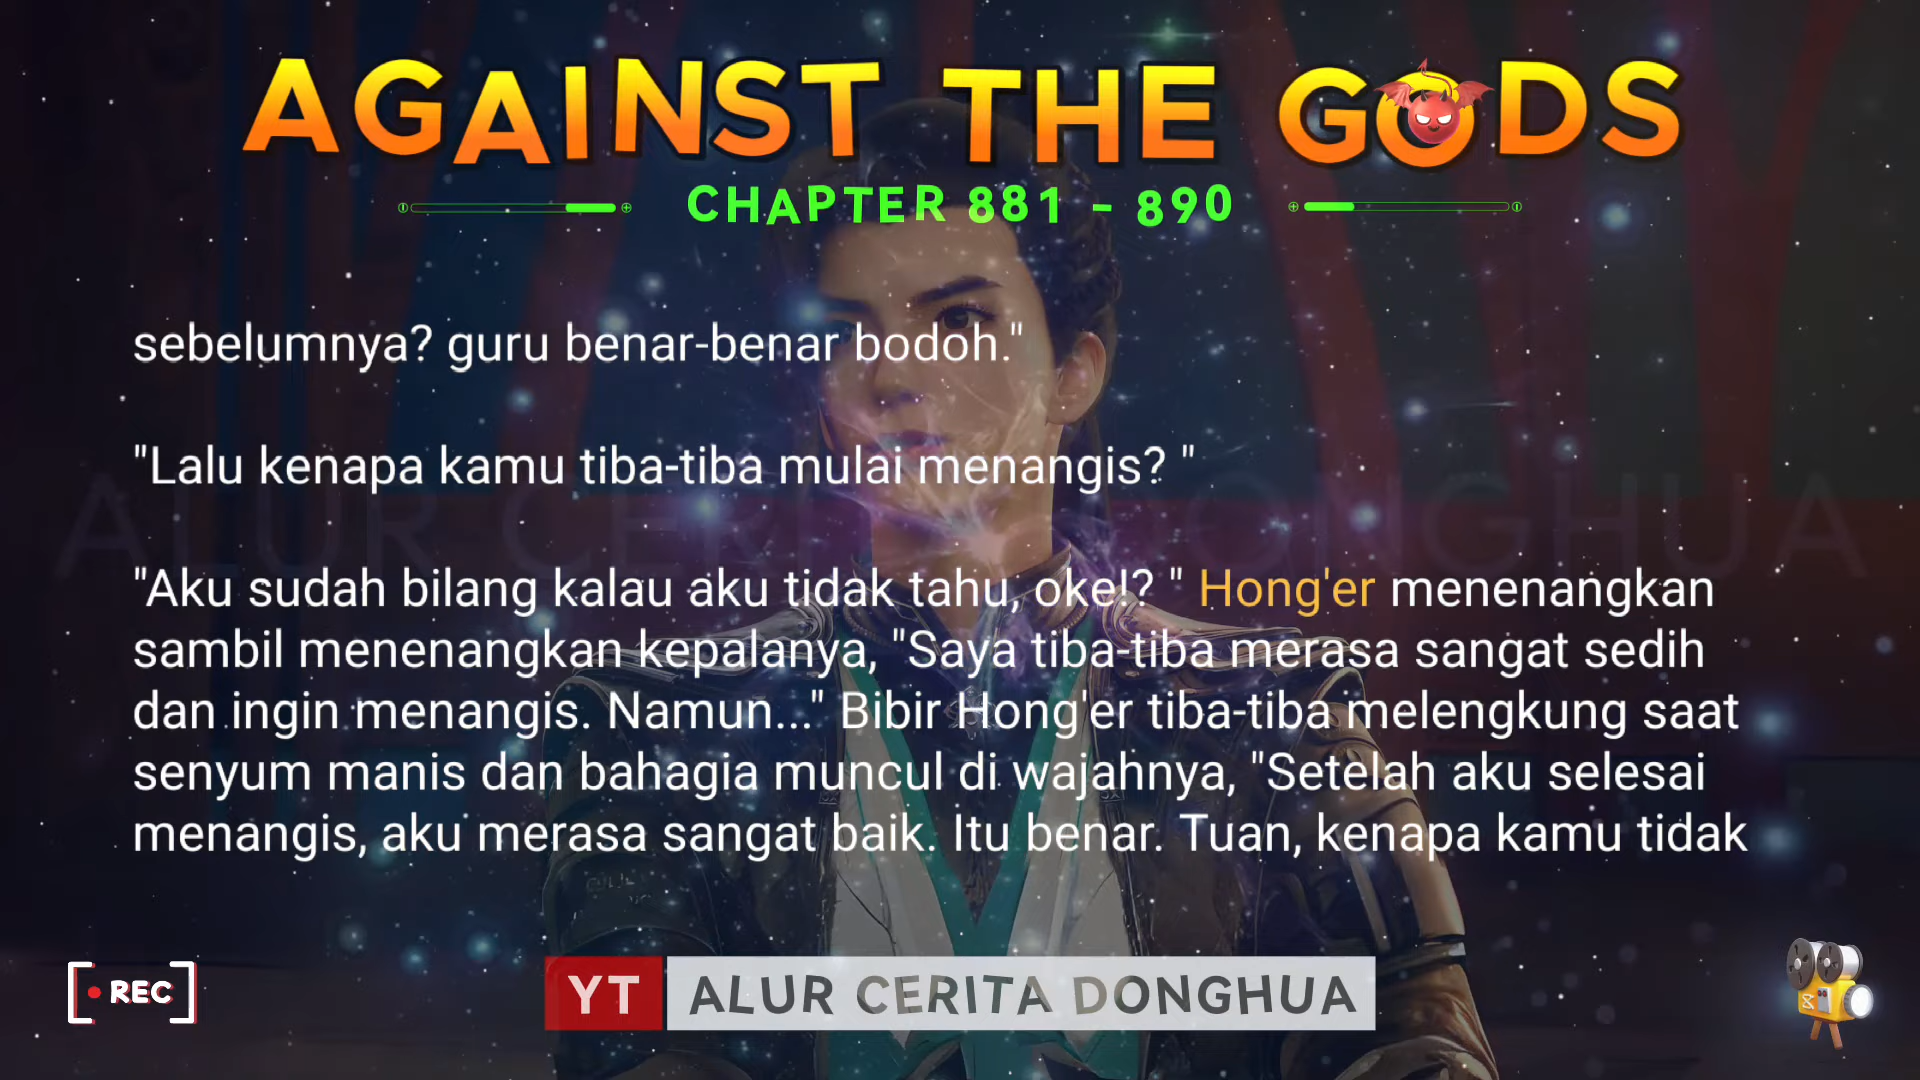 AGAINST THE GODS
CHAPTER 881 - 890
sebelumnya? guru benar-benar bodoh."
"Lalu kenapa kamu tiba-tiba mulai menangis? "
"Aku sudah bilang kalau aku tidak tahu, oke!? " Hong'er menenangkan
sambil menenangkan kepalanya, "Saya tiba-tiba merasa sangat sedih
dan ingin menangis. Namun..." Bibir Hong'er tiba-tiba melengkung saat
senyum manis dan bahagia muncul di wajahnya, "Setelah aku selesai
menangis, aku merasa sangat baik. Itu benar. Tuan, kenapa kamu tidak
ALUR CERITA DONGHUA
REC
YT ALUR CERITA DONGHUA